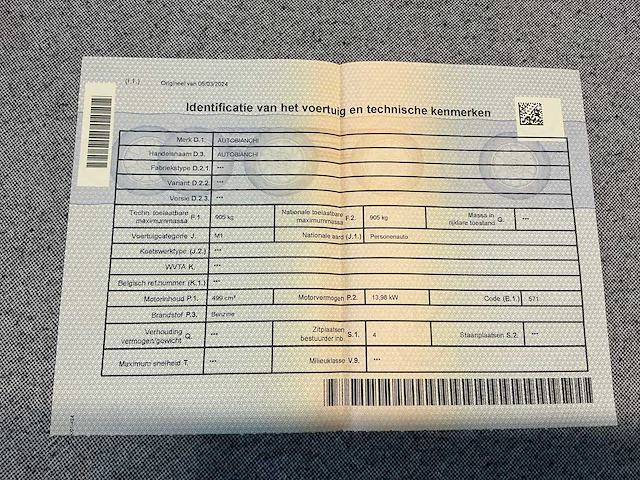 (I.1.) Origineel van 05/03/2024
Identificatie van het voertuig en technische kenmerken
Merk D.1. AUTOBIANCHI
Handelsnaam D.3. AUTOBIANCHI
Fabriekstype D.2.1. ***
Variant D.2.2. ***
Versie D.2.3. ***
Techn. toelaatbare maximummassa F.1. 905 kg Nationale toelaatbare maximummassa F.2. 905 kg Massa in rijklare toestand G. ***
Voertuigcategorie J. M1 Nationale aard (J.1.) Personenauto
Koetswerktype (J.2.) ***
WVTA K. ***
Belgisch ref.nummer (K.1.) ***
Motorinhoud P.1. 499 cm³ Motorvermogen P.2. 13,98 kW Code (E.1.) 571
Brandstof P.3. Benzine
Verhouding vermogen/gewicht Q. *** Zitplaatsen bestuurder inb. S.1. 4 Staanplaatsen S.2. ***
Maximum snelheid T. *** Milieuklasse V.9. ***